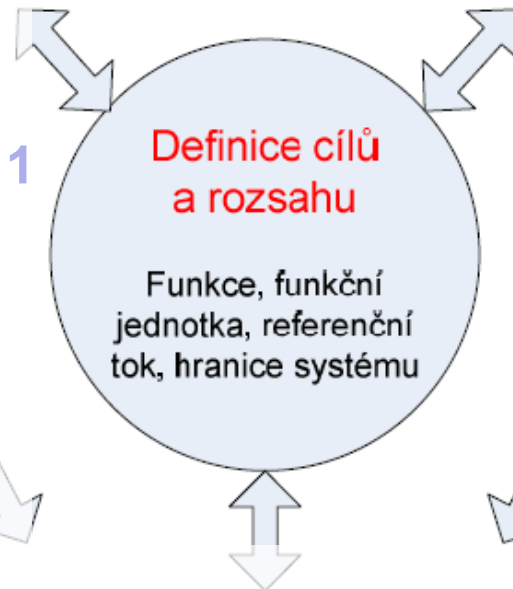 1
Definice cílů
a rozsahu
Funkce, funkční
jednotka, referenční
tok, hranice systému